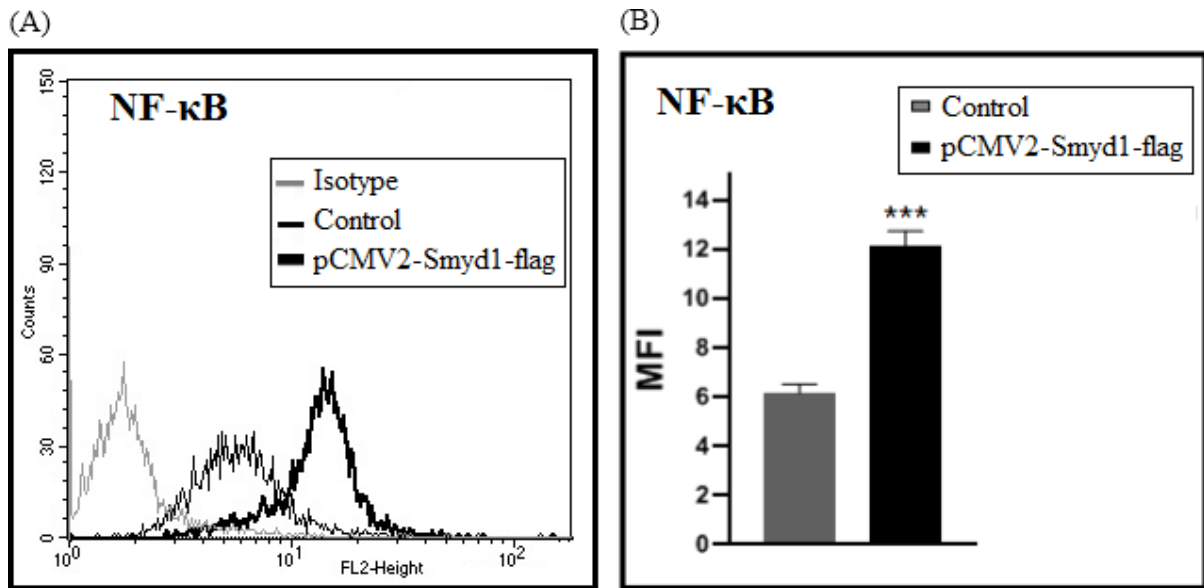 (A)
(B)
NF-κB
Isotype
Control
pCMV2-Smyd1-flag
Counts
150
120
90
60
30
0
10⁰
10¹
10²
FL2-Height
NF-κB
Control
pCMV2-Smyd1-flag
***
MFI
14
12
10
8
6
4
2
0